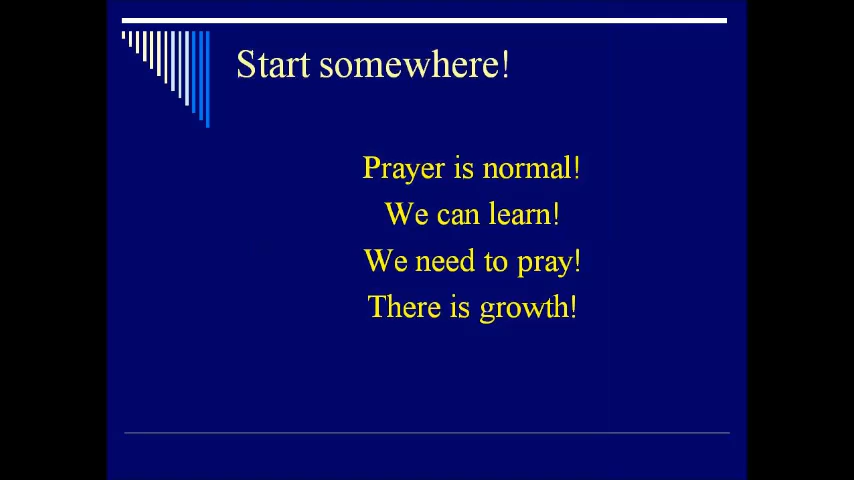 Start somewhere!
Prayer is normal!
We can learn!
We need to pray!
There is growth!